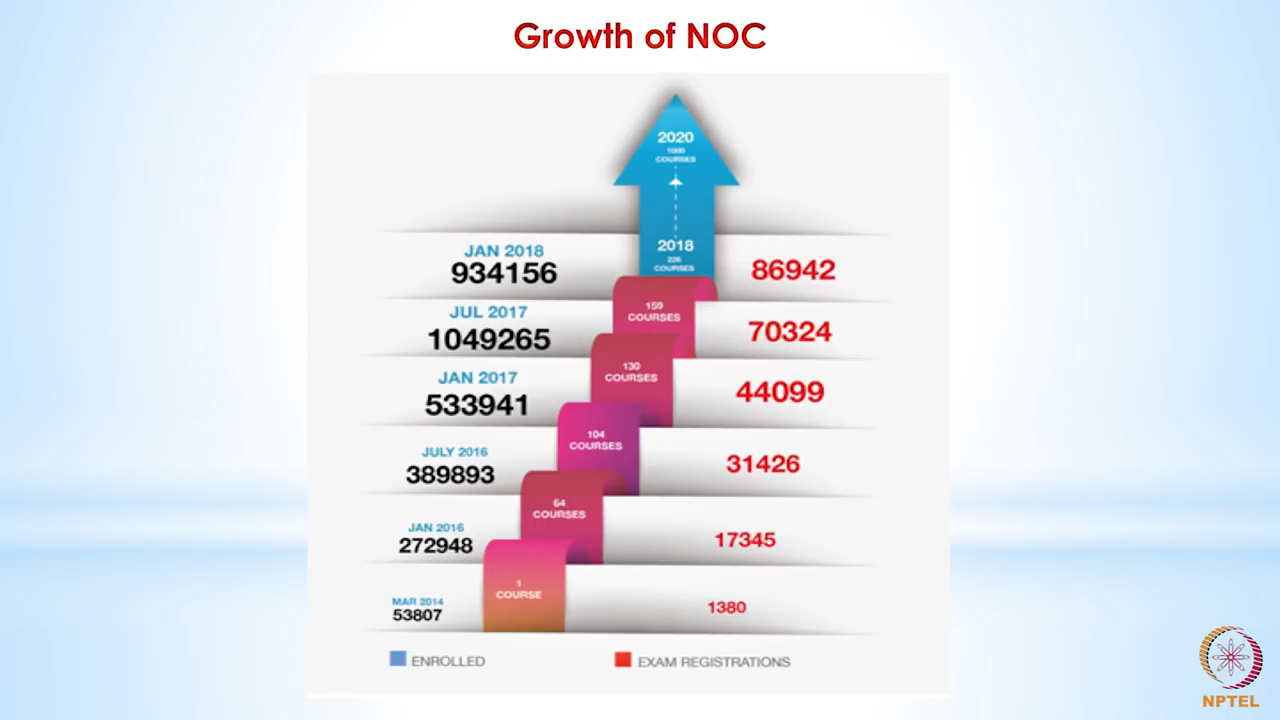 Growth of NOC
2020
1000
COURSES
JAN 2018
934156
2018
226
COURSES
86942
JUL 2017
1049265
159
COURSES
70324
JAN 2017
533941
130
COURSES
44099
JULY 2016
389893
104
COURSES
31426
JAN 2016
272948
64
COURSES
17345
MAR 2014
53807
1
COURSE
1380
ENROLLED
EXAM REGISTRATIONS
NPTEL